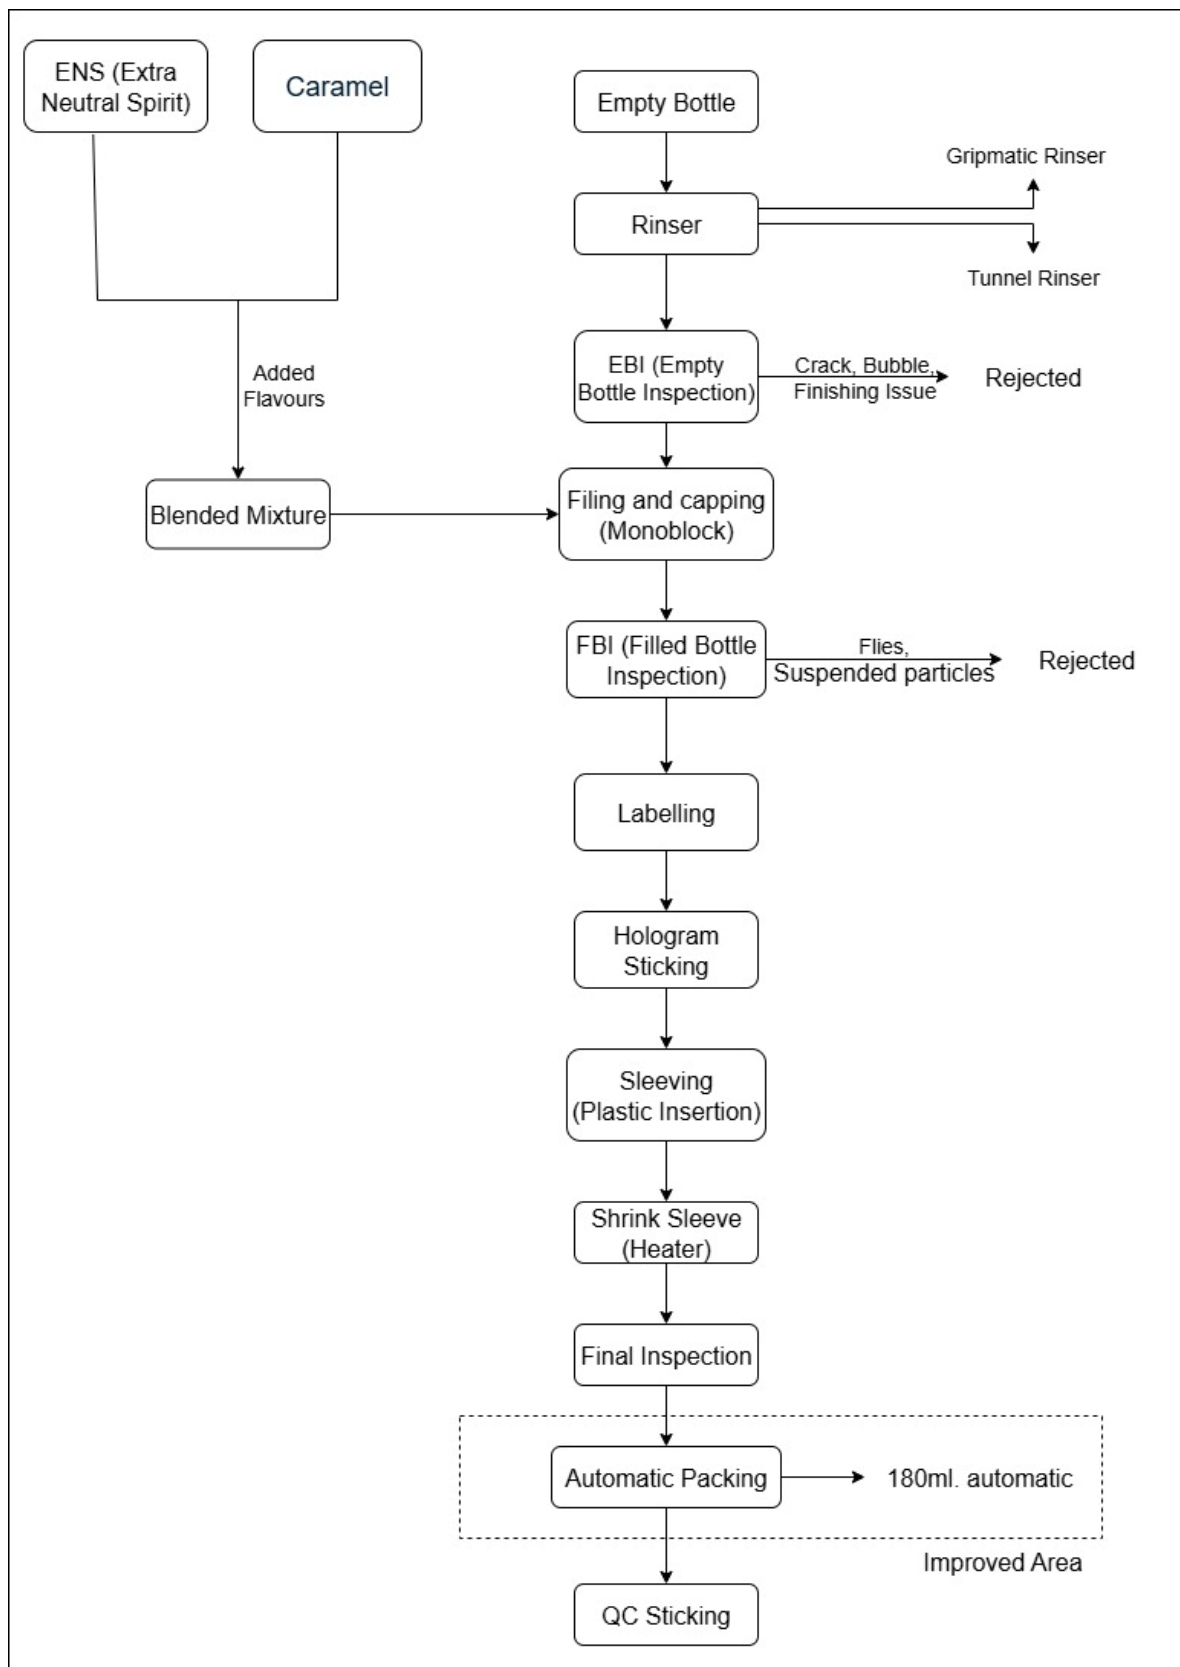 ENS (Extra
Neutral Spirit)
Caramel
Empty Bottle
Gripmatic Rinser
Rinser
Tunnel Rinser
EBI (Empty
Bottle Inspection)
Crack, Bubble,
Finishing Issue
Rejected
Added
Flavours
Blended Mixture
Filing and capping
(Monoblock)
FBI (Filled Bottle
Inspection)
Flies,
Suspended particles
Rejected
Labelling
Hologram
Sticking
Sleeving
(Plastic Insertion)
Shrink Sleeve
(Heater)
Final Inspection
Automatic Packing
180ml. automatic
Improved Area
QC Sticking